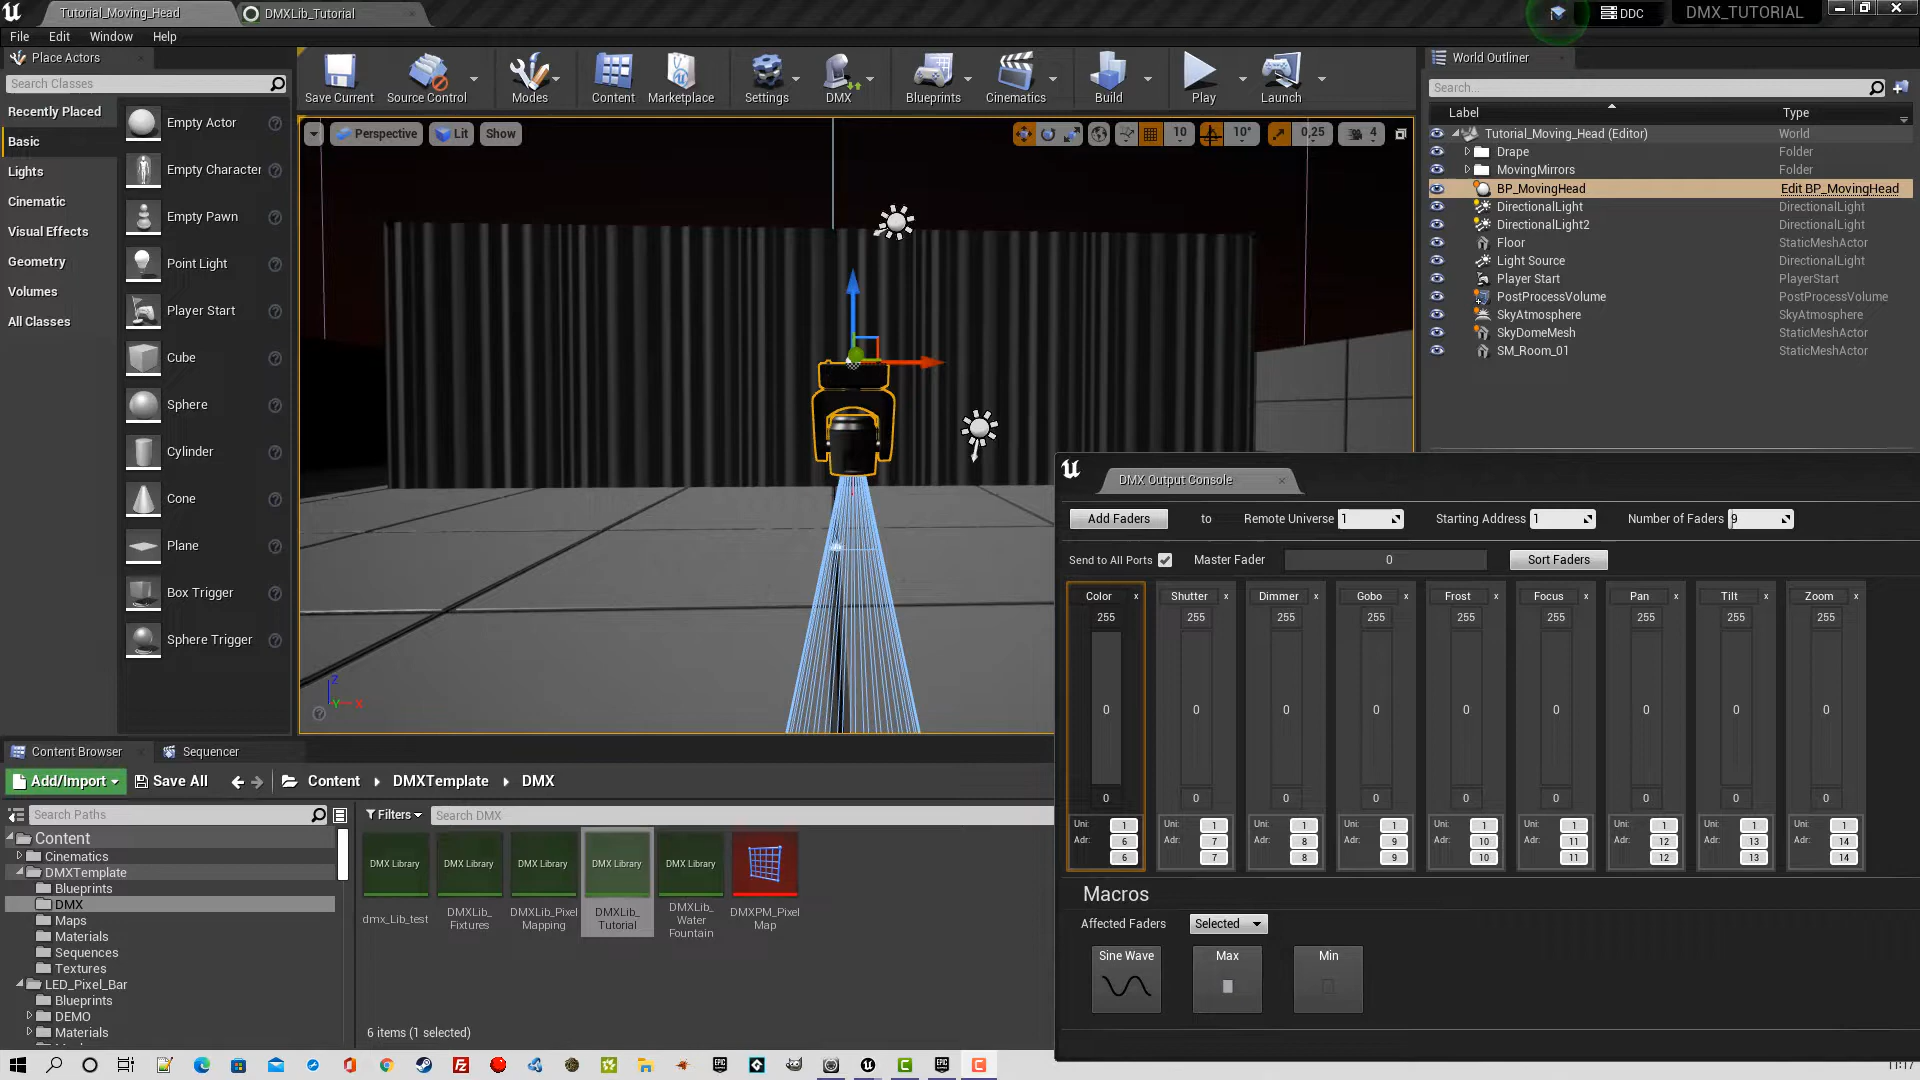 Tutorial_Moving_Head
DMXLib_Tutorial
DDC
DMX_TUTORIAL
File Edit Window Help
Place Actors
Search Classes
Recently Placed
Basic
Lights
Cinematic
Visual Effects
Geometry
Volumes
All Classes
Empty Actor
Empty Character
Empty Pawn
Point Light
Player Start
Cube
Sphere
Cylinder
Cone
Plane
Box Trigger
Sphere Trigger
Save Current
Source Control
Modes
Content
Marketplace
Settings
DMX
Blueprints
Cinematics
Build
Play
Launch
Perspective
Lit
Show
10
10°
0,25
4
Z
Y
X
World Outliner
Search...
Label Type
Tutorial_Moving_Head (Editor) World
Drape Folder
MovingMirrors Folder
BP_MovingHead Edit BP_MovingHead
DirectionalLight DirectionalLight
DirectionalLight2 DirectionalLight
Floor StaticMeshActor
Light Source DirectionalLight
Player Start PlayerStart
PostProcessVolume PostProcessVolume
SkyAtmosphere SkyAtmosphere
SkyDomeMesh StaticMeshActor
SM_Room_01 StaticMeshActor
DMX Output Console
Add Faders to Remote Universe 1 Starting Address 1 Number of Faders 9
Send to All Ports Master Fader 0 Sort Faders
Color x Shutter x Dimmer x Gobo x Frost x Focus x Pan x Tilt x Zoom x
255 255 255 255 255 255 255 255 255
0 0 0 0 0 0 0 0 0
0 0 0 0 0 0 0 0 0
Uni: 1 Uni: 1 Uni: 1 Uni: 1 Uni: 1 Uni: 1 Uni: 1 Uni: 1 Uni: 1
Adr: 6 Adr: 7 Adr: 8 Adr: 9 Adr: 10 Adr: 11 Adr: 12 Adr: 13 Adr: 14
6 7 8 9 10 11 12 13 14
Macros
Affected Faders Selected
Sine Wave
Max
Min
Content Browser
Sequencer
Add/Import
Save All
Content
DMXTemplate
DMX
Search Paths
Filters
Search DMX
Content
Cinematics
DMXTemplate
Blueprints
DMX
Maps
Materials
Sequences
Textures
LED_Pixel_Bar
Blueprints
DEMO
Materials
DMX Library DMX Library DMX Library DMX Library DMX Library
dmx_Lib_test
DMXLib_
Fixtures
DMXLib_Pixel
Mapping
DMXLib_
Tutorial
DMXLib_
Water
Fountain
DMXPM_Pixel
Map
6 items (1 selected)
11:17